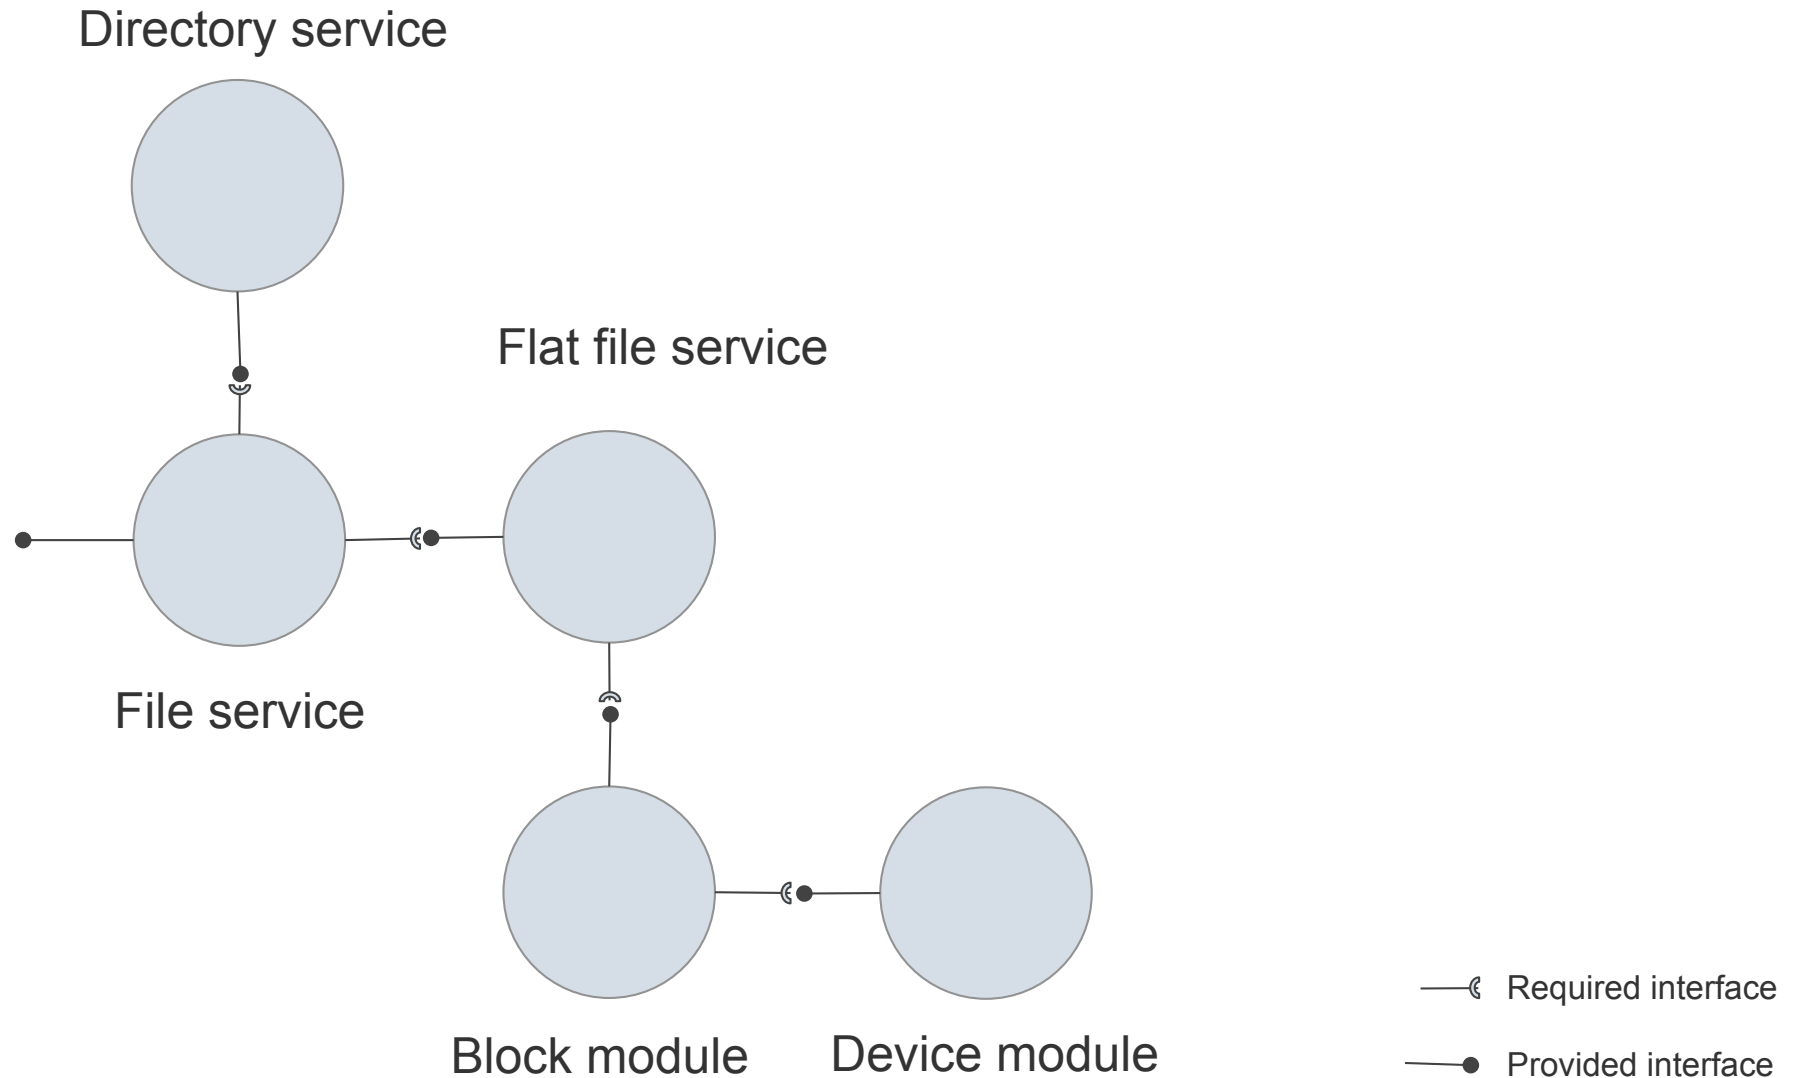 Directory service
Flat file service
File service
Block module
Device module
Required interface
Provided interface